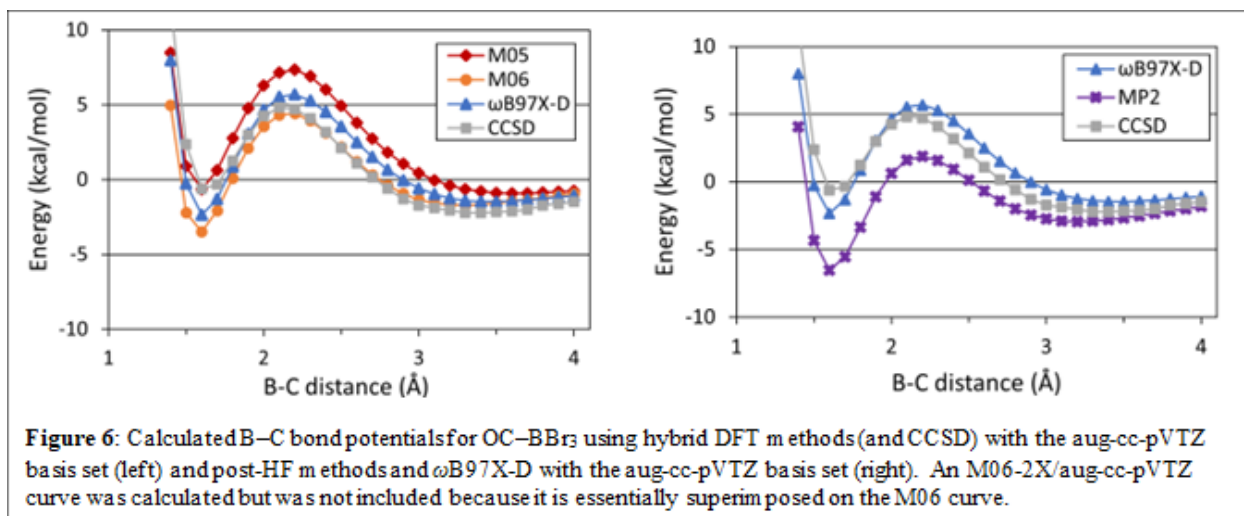 10
5
0
-5
-10
Energy (kcal/mol)
M05
M06
ωB97X-D
CCSD
1
2
3
4
B-C distance (Å)
10
5
0
-5
-10
Energy (kcal/mol)
ωB97X-D
MP2
CCSD
1
2
3
4
B-C distance (Å)
Figure 6: Calculated B–C bond potentials for OC–BBr3 using hybrid DFT methods (and CCSD) with the aug-cc-pVTZ
basis set (left) and post-HF methods and ωB97X-D with the aug-cc-pVTZ basis set (right). An M06-2X/aug-cc-pVTZ
curve was calculated but was not included because it is essentially superimposed on the M06 curve.